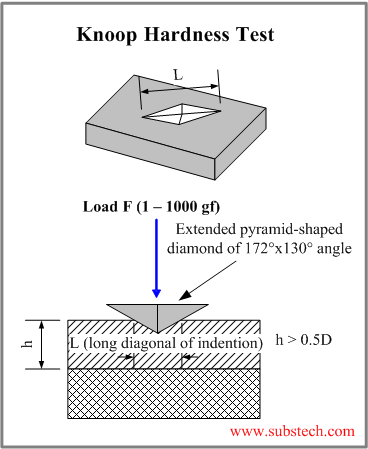 Knoop Hardness Test
L
Load F (1 – 1000 gf)
Extended pyramid-shaped
diamond of 172°x130° angle
h
L (long diagonal of indention)
h > 0.5D
www.substech.com